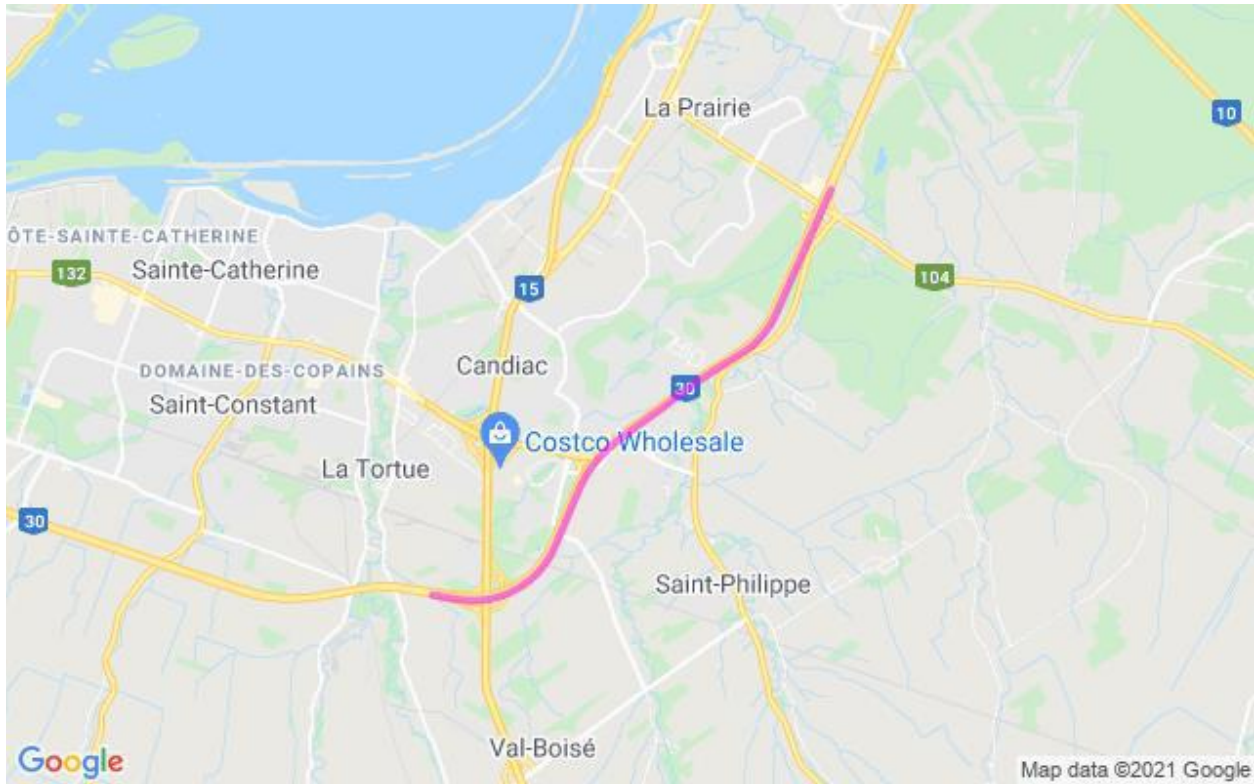 La Prairie
10
ÔTE-SAINTE-CATHERINE
132
Sainte-Catherine
104
15
Candiac
DOMAINE-DES-COPAINS
30
Saint-Constant
Costco Wholesale
La Tortue
30
Saint-Philippe
Val-Boisé
Google
Map data ©2021 Google